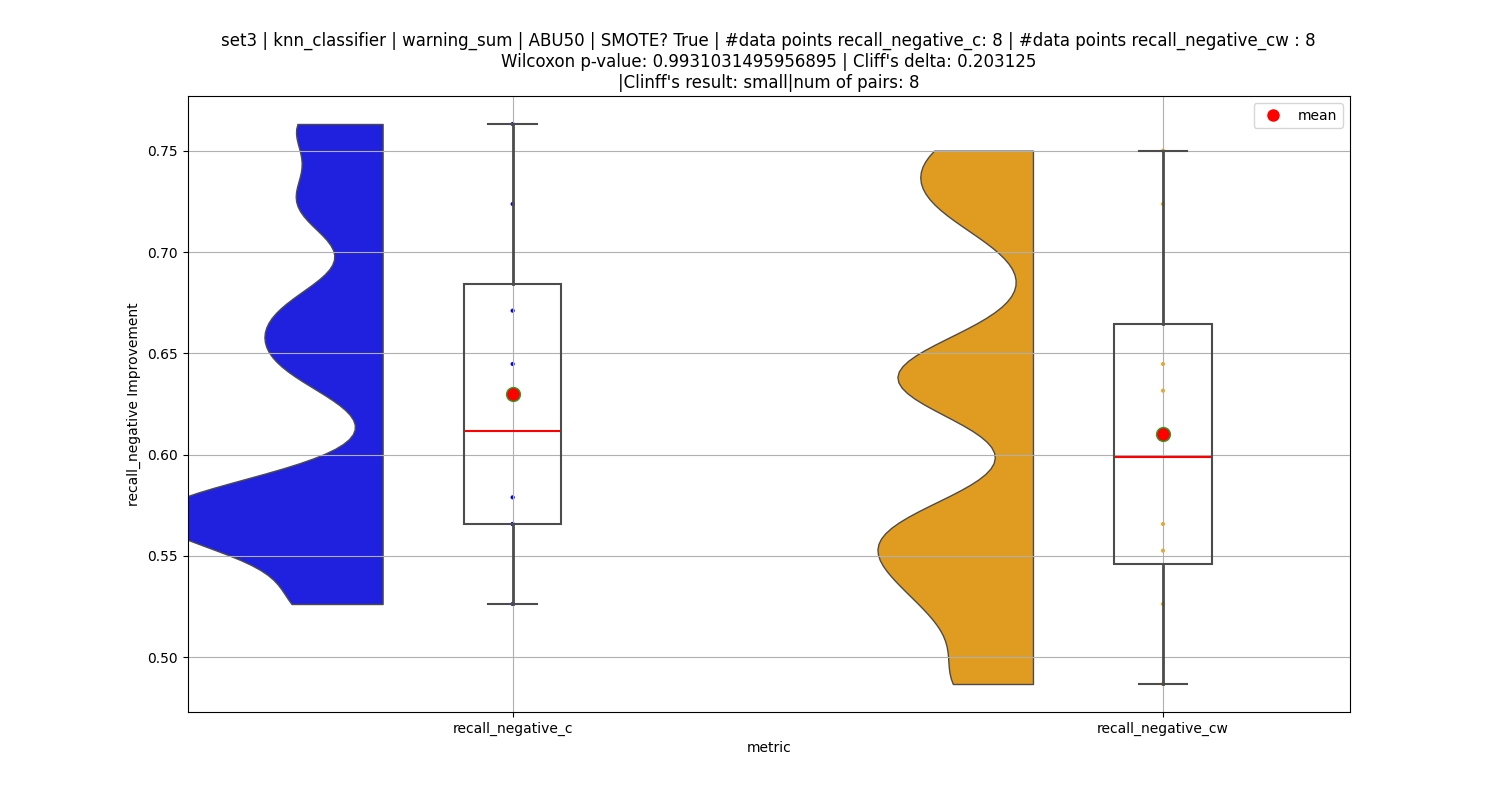 set3 | knn_classifier | warning_sum | ABU50 | SMOTE? True | #data points recall_negative_c: 8 | #data points recall_negative_cw : 8
Wilcoxon p-value: 0.9931031495956895 | Cliff's delta: 0.203125
|Clinff's result: small|num of pairs: 8
mean
0.75
0.70
0.65
0.60
0.55
0.50
recall_negative Improvement
recall_negative_c
recall_negative_cw
metric